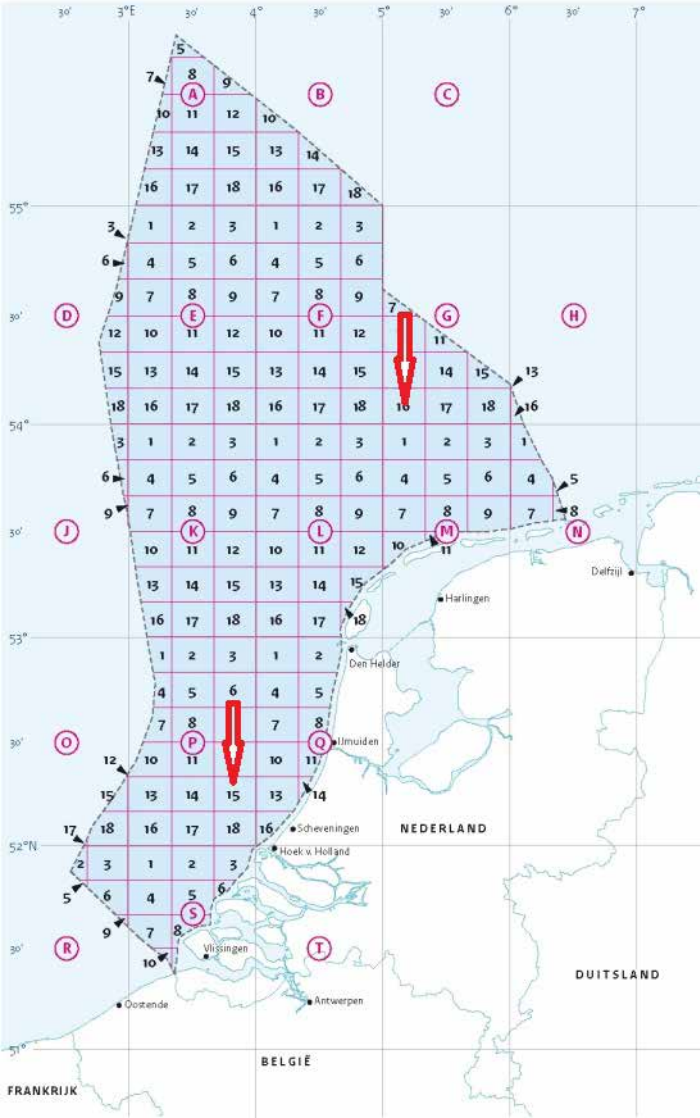 30' 3°E 30' 4° 30' 5° 30' 6° 30' 7°
5
7 8 9
A B C
10 11 12 10
13 14 15 13 14
16 17 18 16 17 18
55°
3 1 2 3 1 2 3
6 4 5 6 4 5 6
9 7 8 9 7 8 9 7
30' D E F G H
12 10 11 12 10 11 12 11
15 13 14 15 13 14 15 14 15 13
18 16 17 18 16 17 18 16 17 18 16
54°
3 1 2 3 1 2 3 1 2 3 1
6 4 5 6 4 5 6 4 5 6 4 5
9 7 8 9 7 8 9 7 8 9 7 8
30' J K L M N
10 11 12 10 11 12 10 11
Delfzijl
13 14 15 13 14 15
Harlingen
16 17 18 16 17 18
53°
1 2 3 1 2
Den Helder
4 5 6 4 5
7 8 7 8
30' O P Q IJmuiden
12 10 11 10 11
15 13 14 15 13 14
17 18 16 17 18 16 Scheveningen
NEDERLAND
52°N
Hoek v. Holland
2 3 1 2 3
5 6 4 5 6
S
9 7 8
30' R Vlissingen T
10
DUITSLAND
Oostende Antwerpen
51°
BELGIË
FRANKRIJK